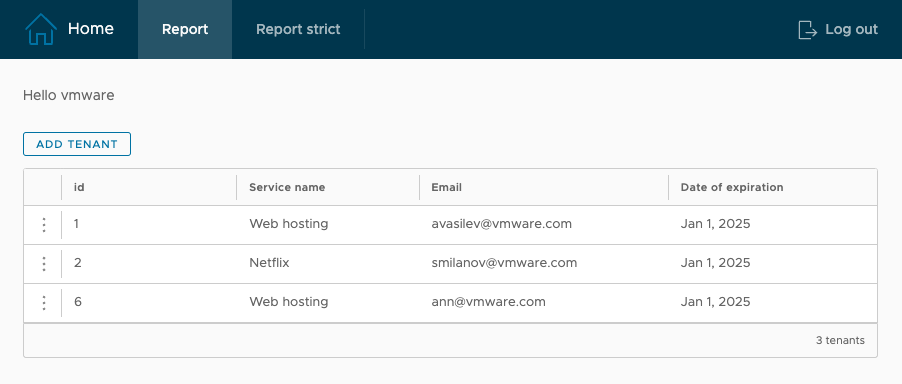 Home Report Report strict Log out
Hello vmware
ADD TENANT
id Service name Email Date of expiration
1 Web hosting avasilev@vmware.com Jan 1, 2025
2 Netflix smilanov@vmware.com Jan 1, 2025
6 Web hosting ann@vmware.com Jan 1, 2025
3 tenants